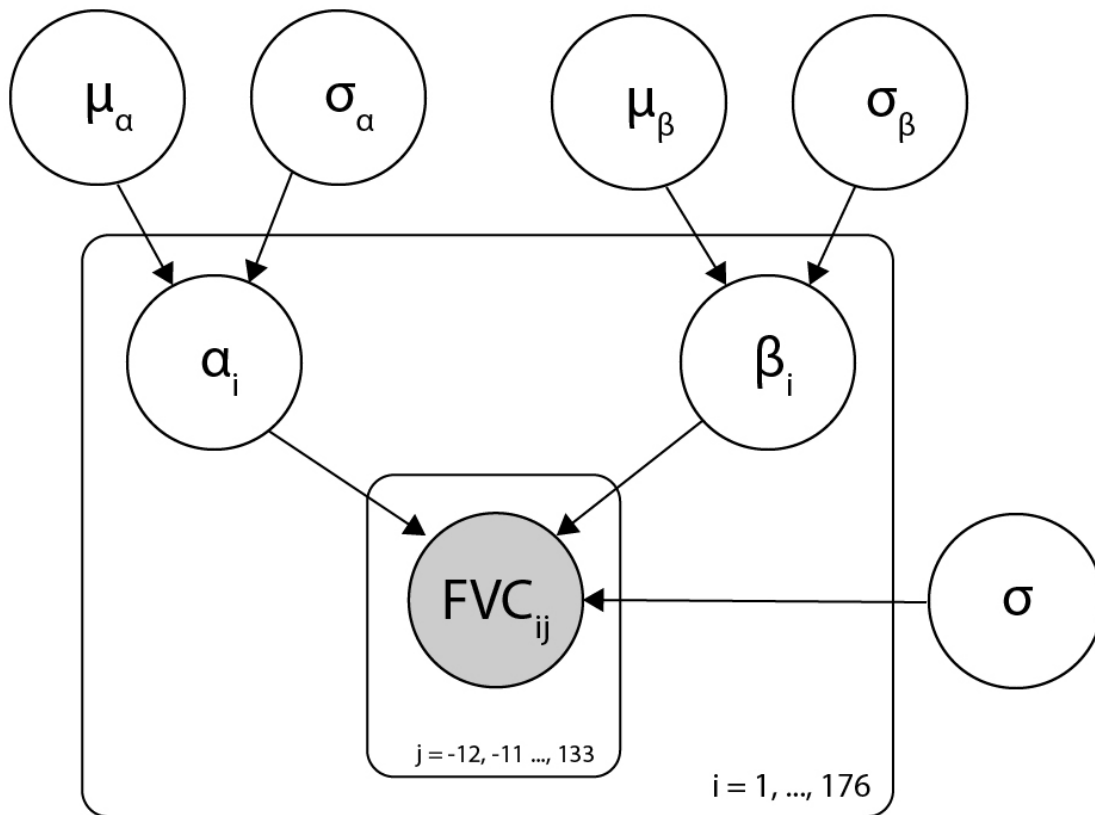 μα
σα
μβ
σβ
αi
βi
FVCij
σ
j = -12, -11 ..., 133
i = 1, ..., 176